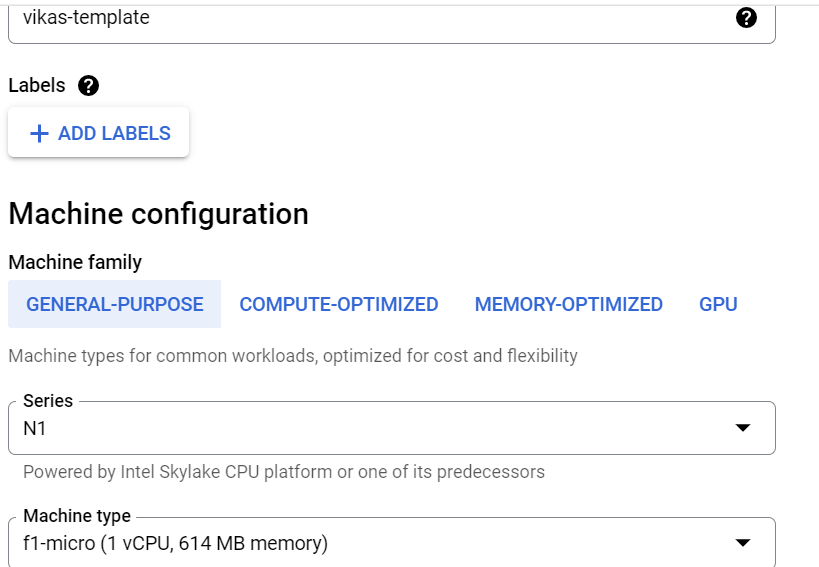 vikas-template
Labels
ADD LABELS
Machine configuration
Machine family
GENERAL-PURPOSE COMPUTE-OPTIMIZED MEMORY-OPTIMIZED GPU
Machine types for common workloads, optimized for cost and flexibility
Series
N1
Powered by Intel Skylake CPU platform or one of its predecessors
Machine type
f1-micro (1 vCPU, 614 MB memory)